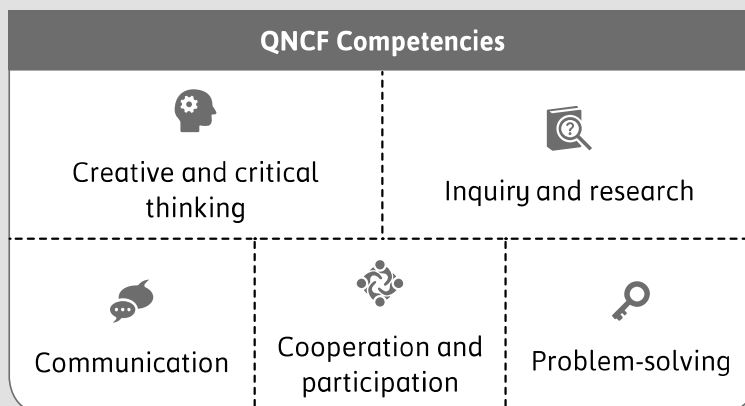 QNCF Competencies
Creative and critical
thinking
Inquiry and research
Communication
Cooperation and
participation
Problem-solving